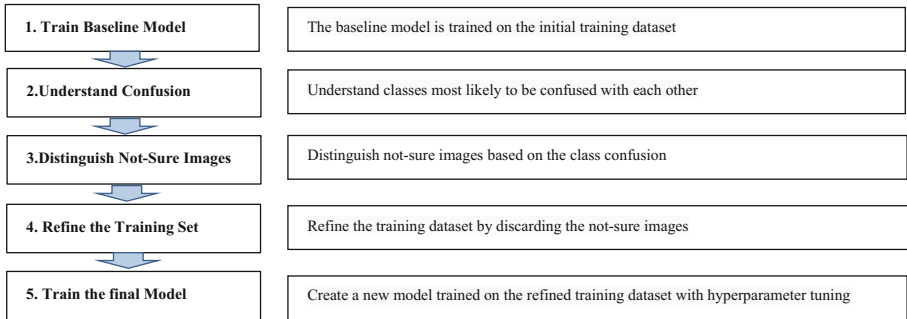 1. Train Baseline Model
The baseline model is trained on the initial training dataset
2.Understand Confusion
Understand classes most likely to be confused with each other
3.Distinguish Not-Sure Images
Distinguish not-sure images based on the class confusion
4. Refine the Training Set
Refine the training dataset by discarding the not-sure images
5. Train the final Model
Create a new model trained on the refined training dataset with hyperparameter tuning